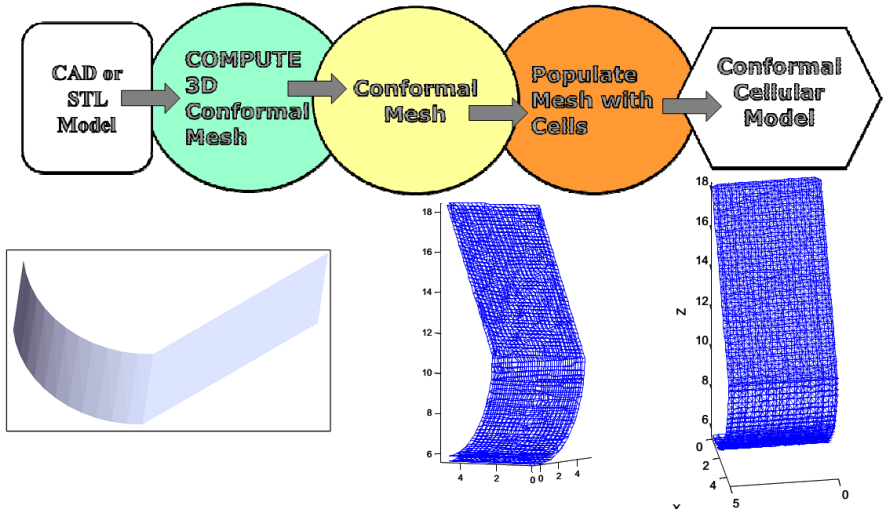 CAD or
STL
Model
COMPUTE
3D
Conformal
Mesh
Conformal
Mesh
Populate
Mesh with
Cells
Conformal
Cellular
Model
18
16
14
12
10
8
6
4
2
0
0
2
4
18
16
14
12
10
8
6
Z
0
2
4
5
0
X